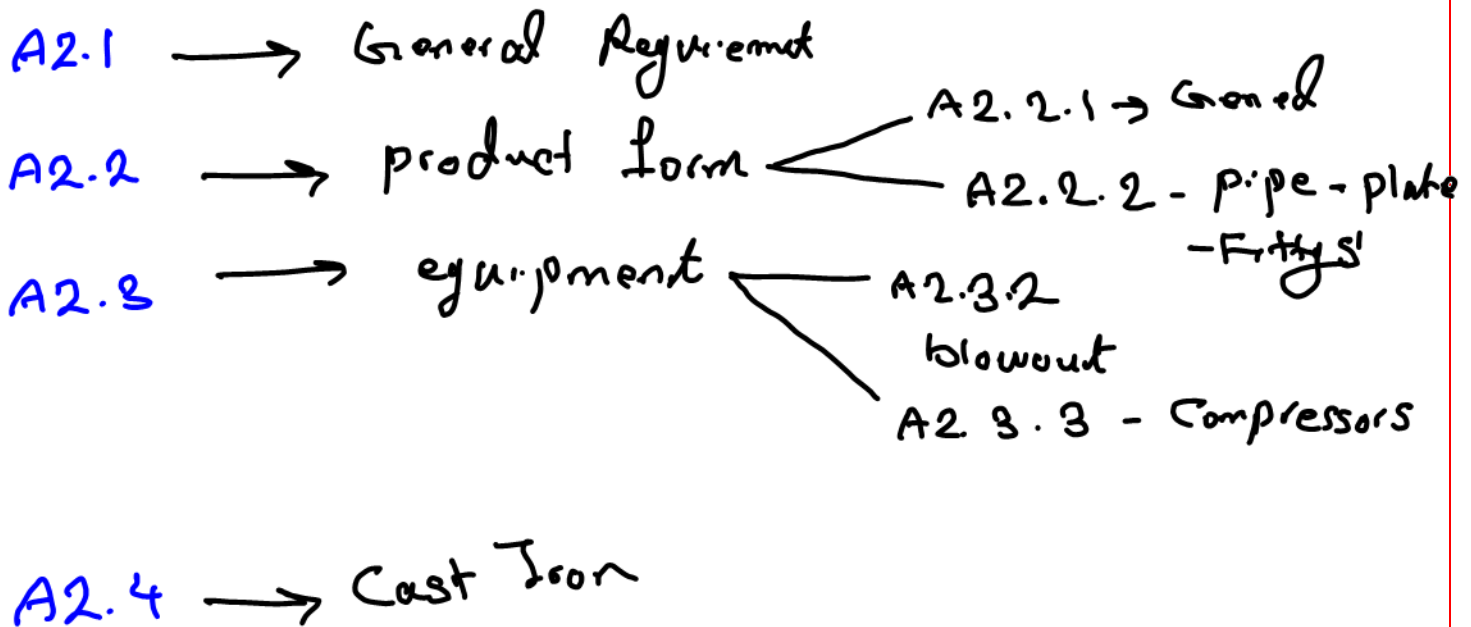 A2.1 → General Requirement
A2.2 → product form
A2.2.1 → General
A2.2.2 - pipe - plate
- Fittings
A2.3 → equipment
A2.3.2
blowout
A2.3.3 - Compressors
A2.4 → Cast Iron